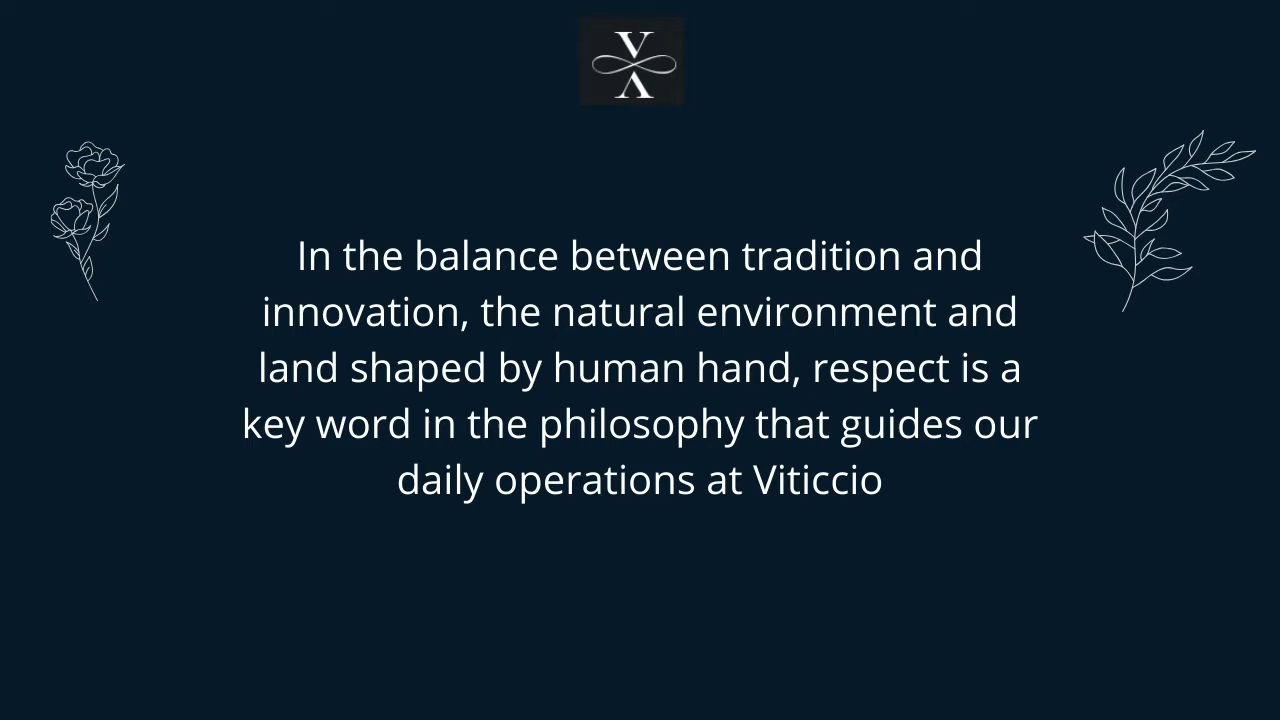 In the balance between tradition and
innovation, the natural environment and
land shaped by human hand, respect is a
key word in the philosophy that guides our
daily operations at Viticcio